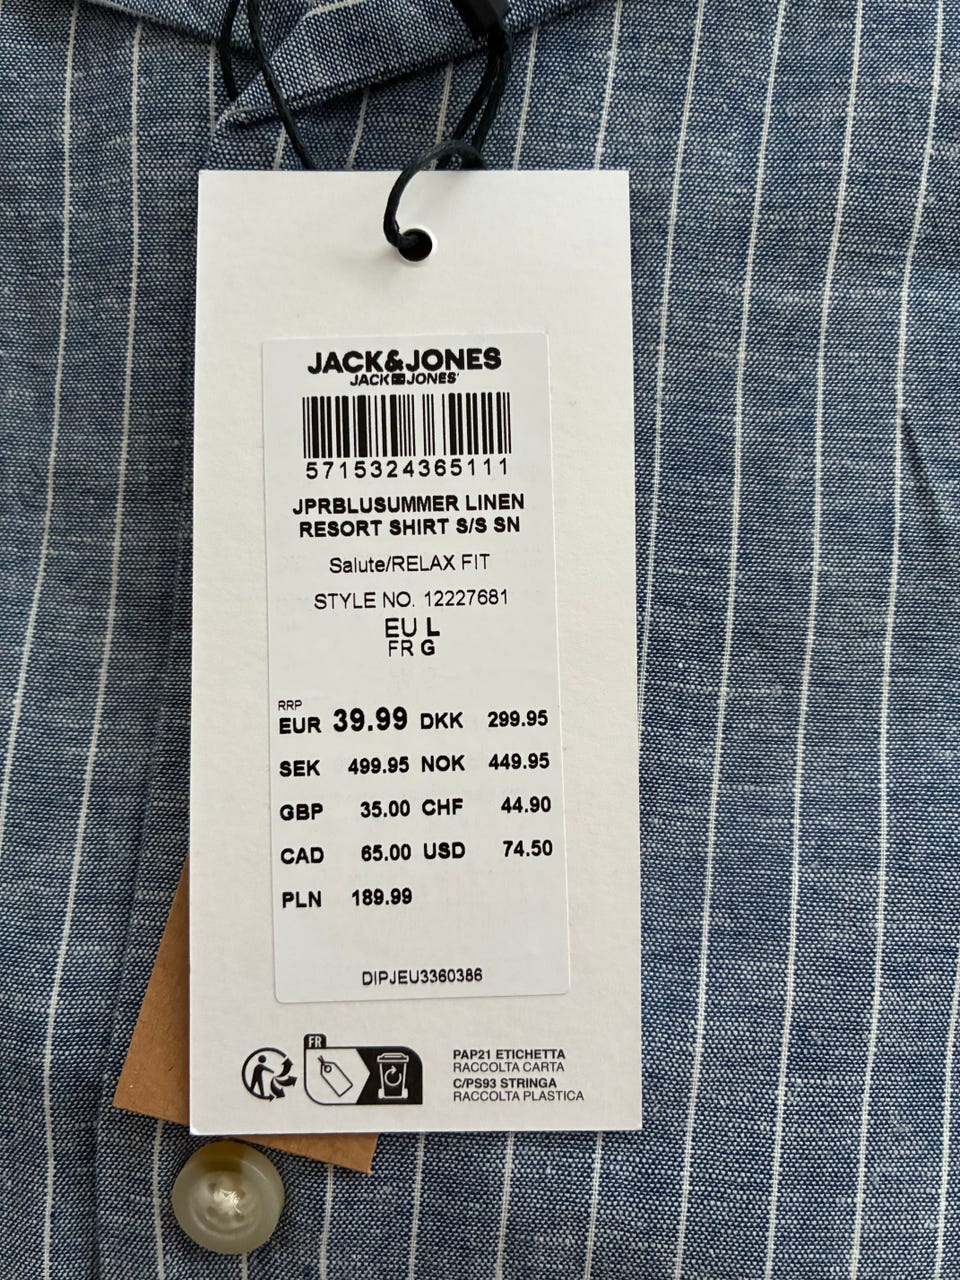 JACK&JONES
JACK JONES
5715324365111
JPRBLUSUMMER LINEN
RESORT SHIRT S/S SN
Salute/RELAX FIT
STYLE NO. 12227681
EU L
FR G
RRP
EUR 39.99 DKK 299.95
SEK 499.95 NOK 449.95
GBP 35.00 CHF 44.90
CAD 65.00 USD 74.50
PLN 189.99
DIPJEU3360386
FR
PAP21 ETICHETTA
RACCOLTA CARTA
C/PS93 STRINGA
RACCOLTA PLASTICA